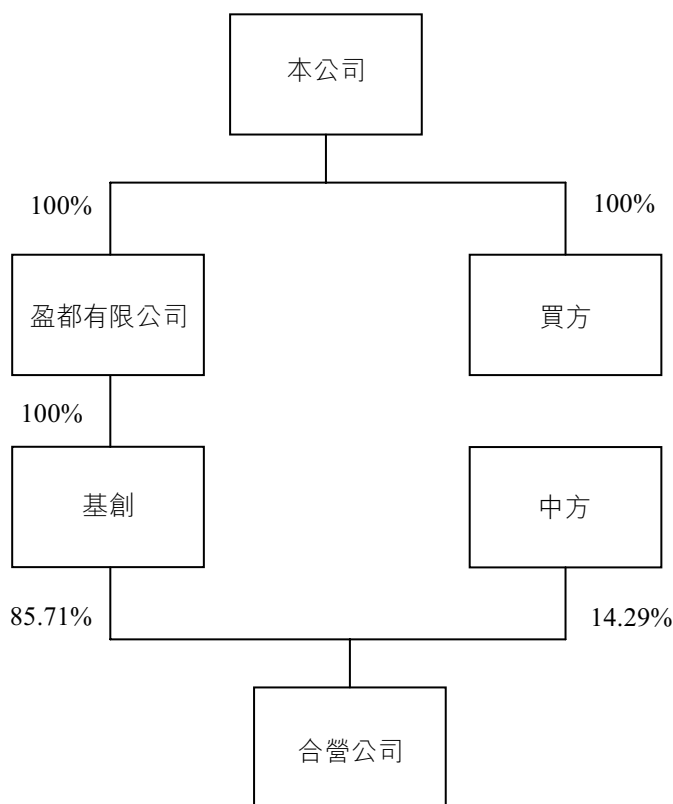 本公司
100%
100%
盈都有限公司
買方
100%
基創
中方
85.71%
14.29%
合營公司